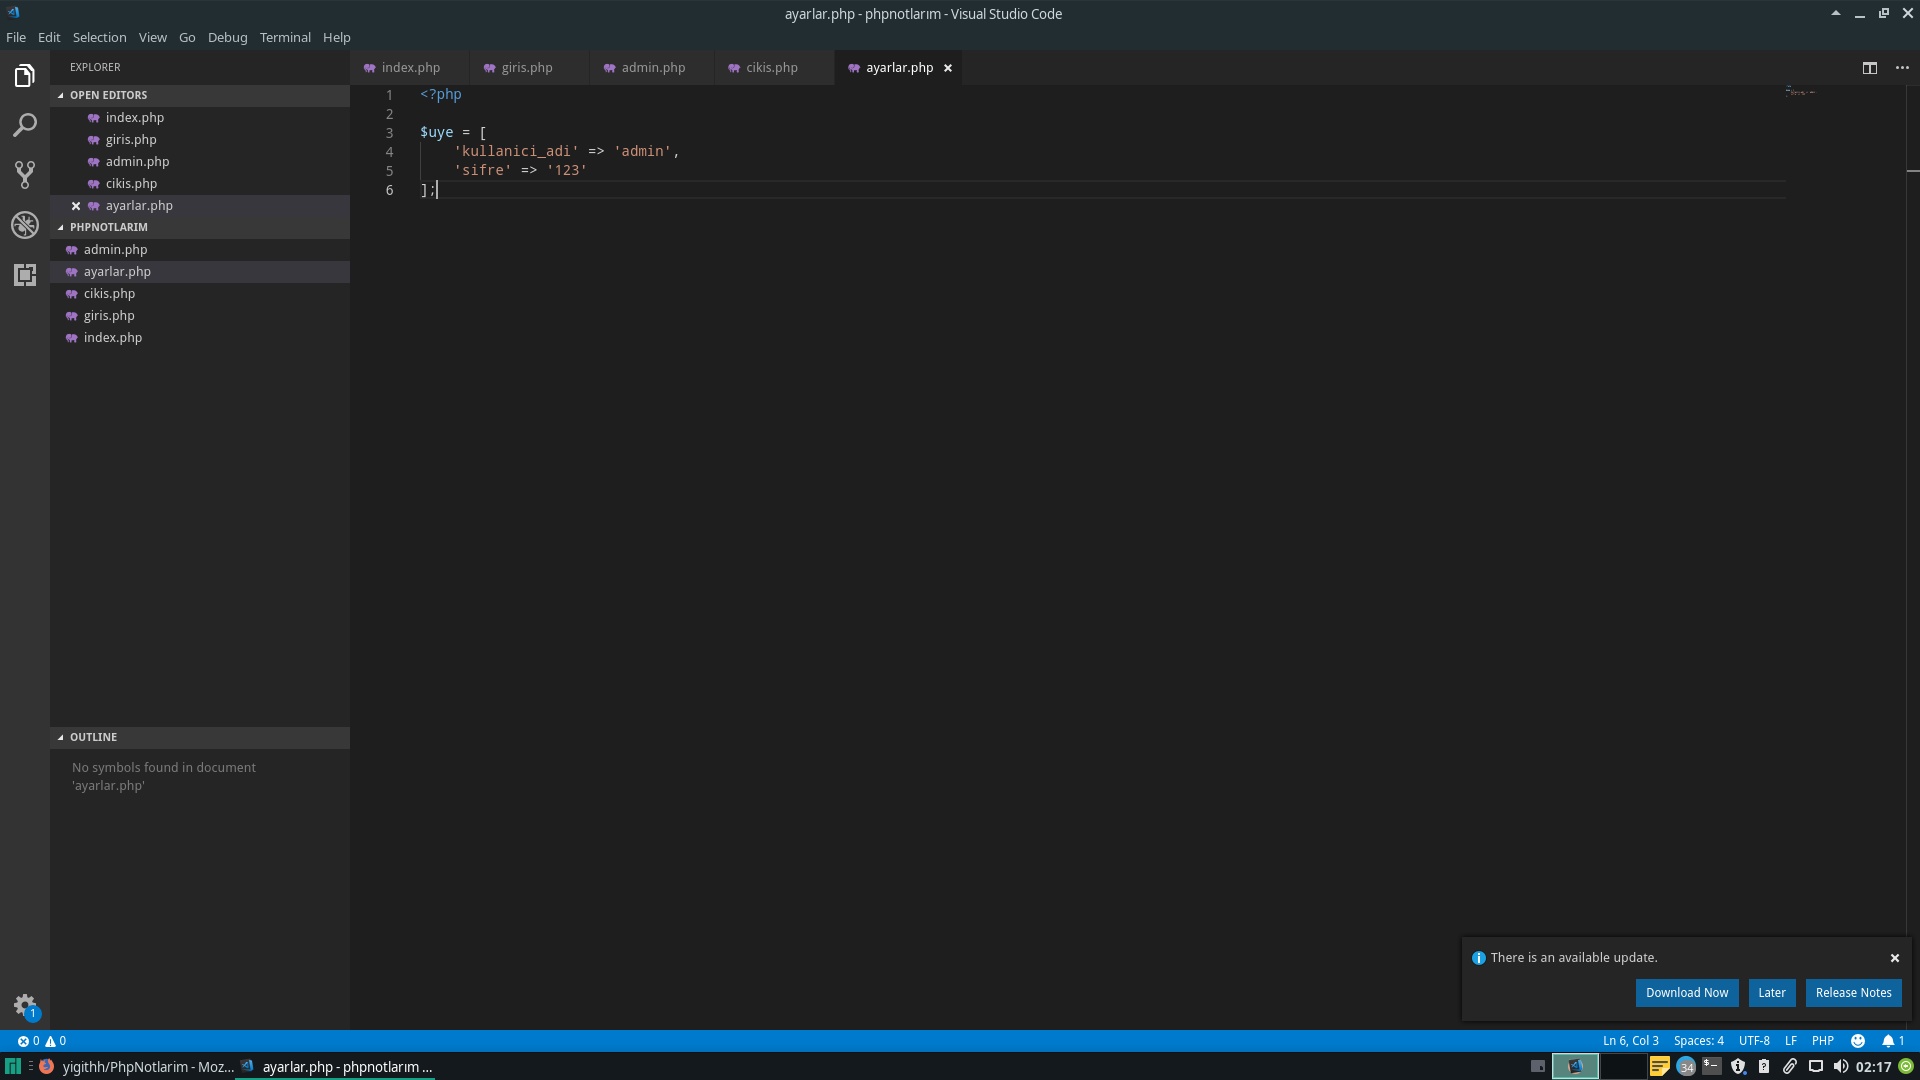 ayarlar.php - phpnotlarım - Visual Studio Code
File Edit Selection View Go Debug Terminal Help
EXPLORER
OPEN EDITORS
index.php
giris.php
admin.php
cikis.php
ayarlar.php
PHPNOTLARIM
admin.php
ayarlar.php
cikis.php
giris.php
index.php
OUTLINE
No symbols found in document
'ayarlar.php'
index.php giris.php admin.php cikis.php ayarlar.php
1 <?php
2
3 $uye = [
4 'kullanici_adi' => 'admin',
5 'sifre' => '123'
6 ];
There is an available update.
Download Now Later Release Notes
1
0 0 Ln 6, Col 3 Spaces: 4 UTF-8 LF PHP 1
yigithh/PhpNotlarim - Moz... ayarlar.php - phpnotlarım ... 34 $- 02:17